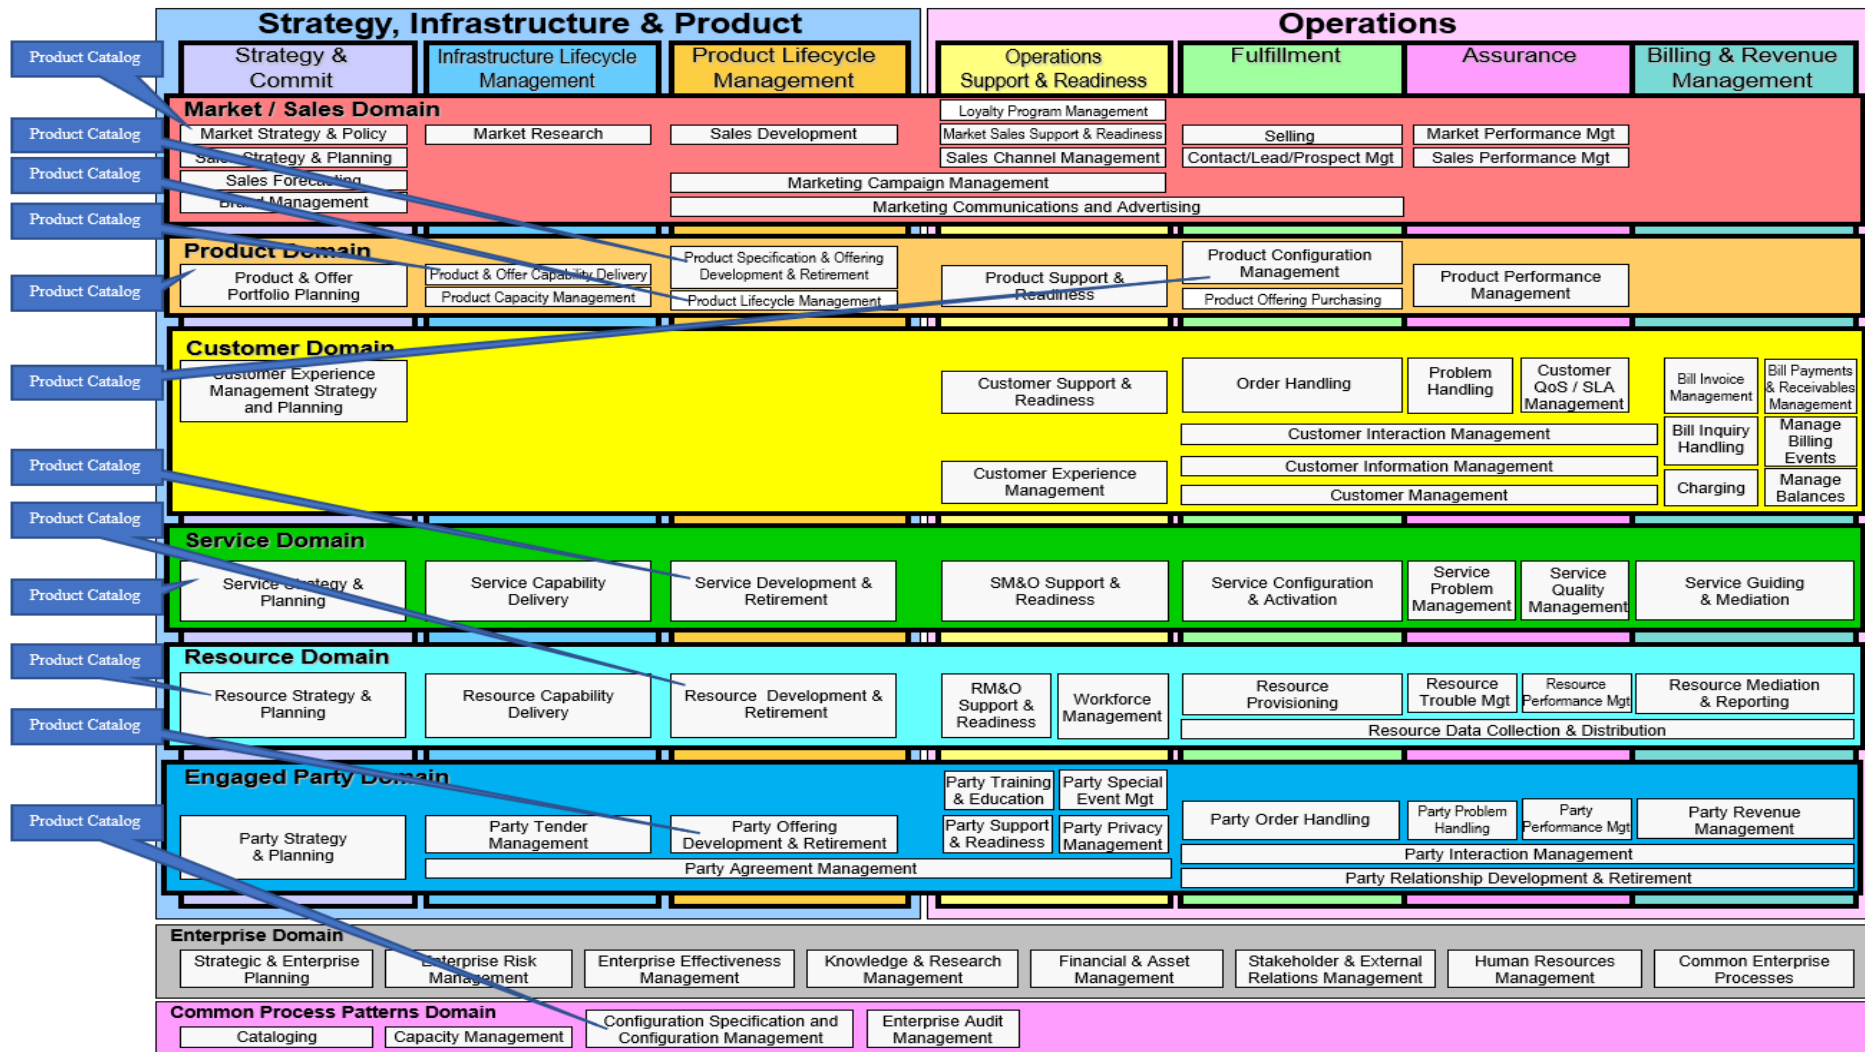 Strategy, Infrastructure & Product
Operations
Product Catalog
Strategy &
Commit
Infrastructure Lifecycle
Management
Product Lifecycle
Management
Operations
Support & Readiness
Fulfillment
Assurance
Billing & Revenue
Management
Market / Sales Domain
Product Catalog
Market Strategy & Policy
Sales Strategy & Planning
Sales Forecasting
Brand Management
Market Research
Sales Development
Loyalty Program Management
Market Sales Support & Readiness
Sales Channel Management
Selling
Contact/Lead/Prospect Mgt
Market Performance Mgt
Sales Performance Mgt
Marketing Campaign Management
Marketing Communications and Advertising
Product Catalog
Product Catalog
Product Domain
Product Catalog
Product & Offer
Portfolio Planning
Product & Offer Capability Delivery
Product Capacity Management
Product Specification & Offering
Development & Retirement
Product Lifecycle Management
Product Support &
Readiness
Product Configuration
Management
Product Offering Purchasing
Product Performance
Management
Customer Domain
Product Catalog
Customer Experience
Management Strategy
and Planning
Customer Support &
Readiness
Customer Experience
Management
Order Handling
Problem
Handling
Customer
QoS / SLA
Management
Customer Interaction Management
Customer Information Management
Customer Management
Bill Invoice
Management
Bill Payments
& Receivables
Management
Bill Inquiry
Handling
Manage
Billing
Events
Charging
Manage
Balances
Product Catalog
Product Catalog
Service Domain
Product Catalog
Service Strategy &
Planning
Service Capability
Delivery
Service Development &
Retirement
SM&O Support &
Readiness
Service Configuration
& Activation
Service
Problem
Management
Service
Quality
Management
Service Guiding
& Mediation
Resource Domain
Product Catalog
Resource Strategy &
Planning
Resource Capability
Delivery
Resource Development &
Retirement
RM&O
Support &
Readiness
Workforce
Management
Resource
Provisioning
Resource
Trouble Mgt
Resource
Performance Mgt
Resource Mediation
& Reporting
Resource Data Collection & Distribution
Product Catalog
Engaged Party Domain
Product Catalog
Party Strategy
& Planning
Party Tender
Management
Party Offering
Development & Retirement
Party Agreement Management
Party Training
& Education
Party Special
Event Mgt
Party Support
& Readiness
Party Privacy
Management
Party Order Handling
Party Problem
Handling
Party
Performance Mgt
Party Revenue
Management
Party Interaction Management
Party Relationship Development & Retirement
Enterprise Domain
Strategic & Enterprise
Planning
Enterprise Risk
Management
Enterprise Effectiveness
Management
Knowledge & Research
Management
Financial & Asset
Management
Stakeholder & External
Relations Management
Human Resources
Management
Common Enterprise
Processes
Common Process Patterns Domain
Cataloging
Capacity Management
Configuration Specification and
Configuration Management
Enterprise Audit
Management